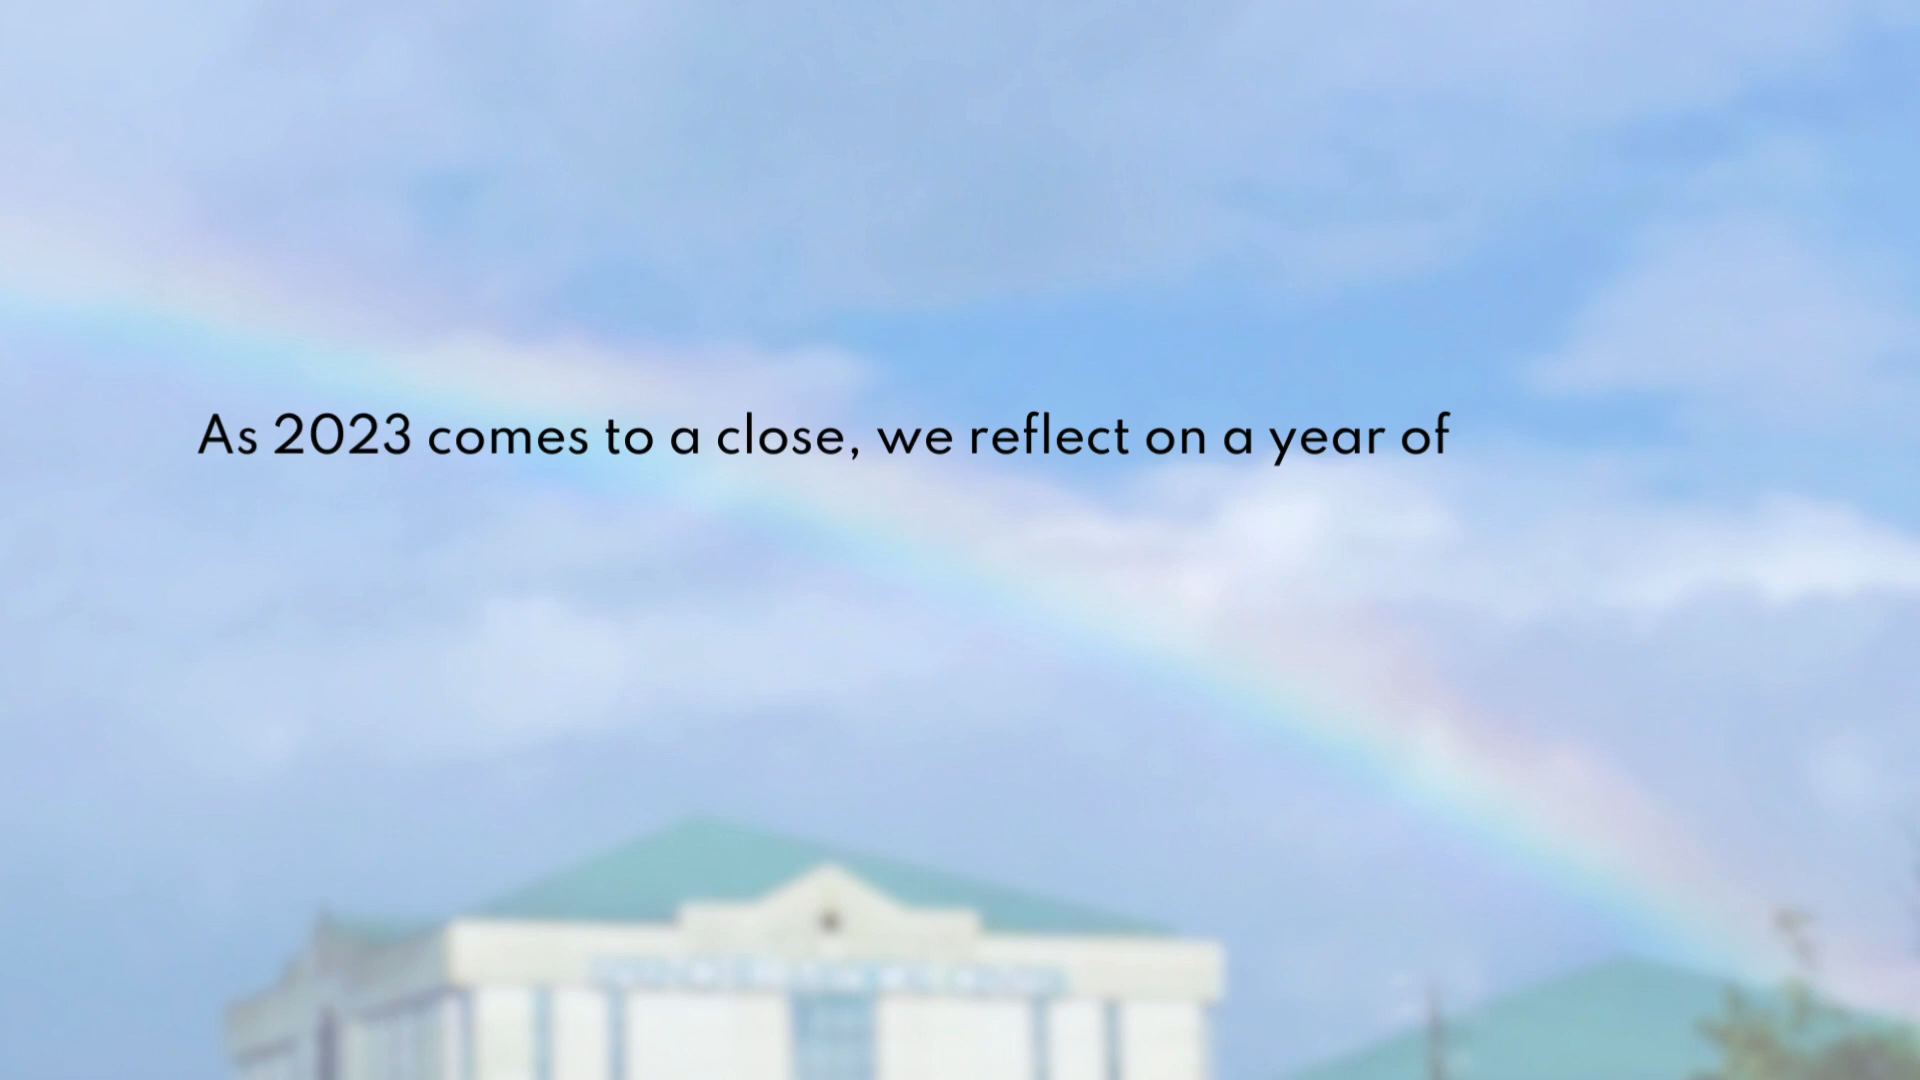 As 2023 comes to a close, we reflect on a year of